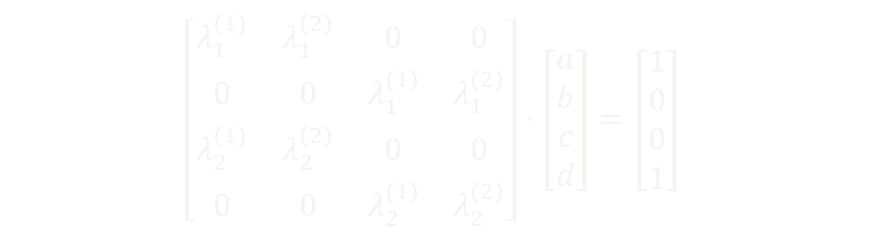 λ₁⁽¹⁾ λ₁⁽²⁾ 0 0
0 0 λ₁⁽¹⁾ λ₁⁽²⁾
λ₂⁽¹⁾ λ₂⁽²⁾ 0 0
0 0 λ₂⁽¹⁾ λ₂⁽²⁾
·
a
b
c
d
=
1
0
0
1